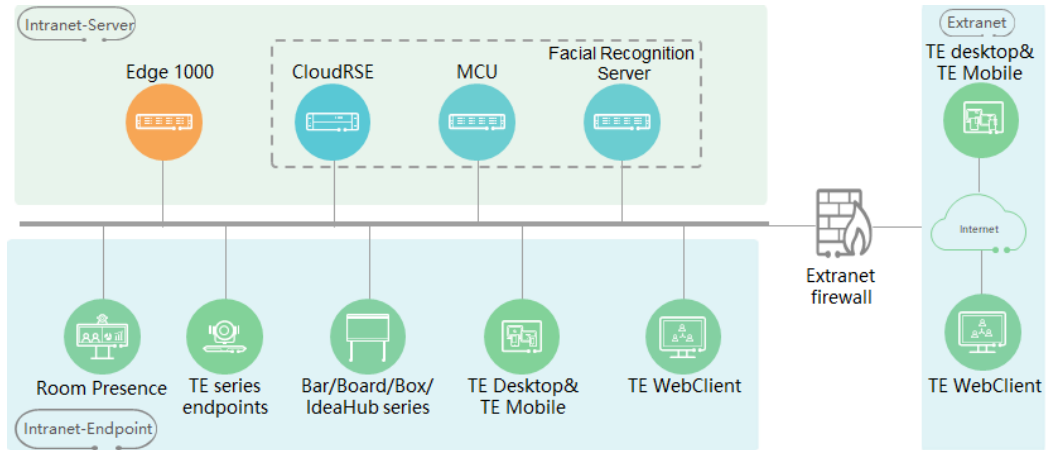 Intranet-Server
Edge 1000
CloudRSE
MCU
Facial Recognition
Server
Extranet
TE desktop&
TE Mobile
Internet
Extranet
firewall
Room Presence
TE series
endpoints
Bar/Board/Box/
IdeaHub series
TE Desktop&
TE Mobile
TE WebClient
TE WebClient
Intranet-Endpoint